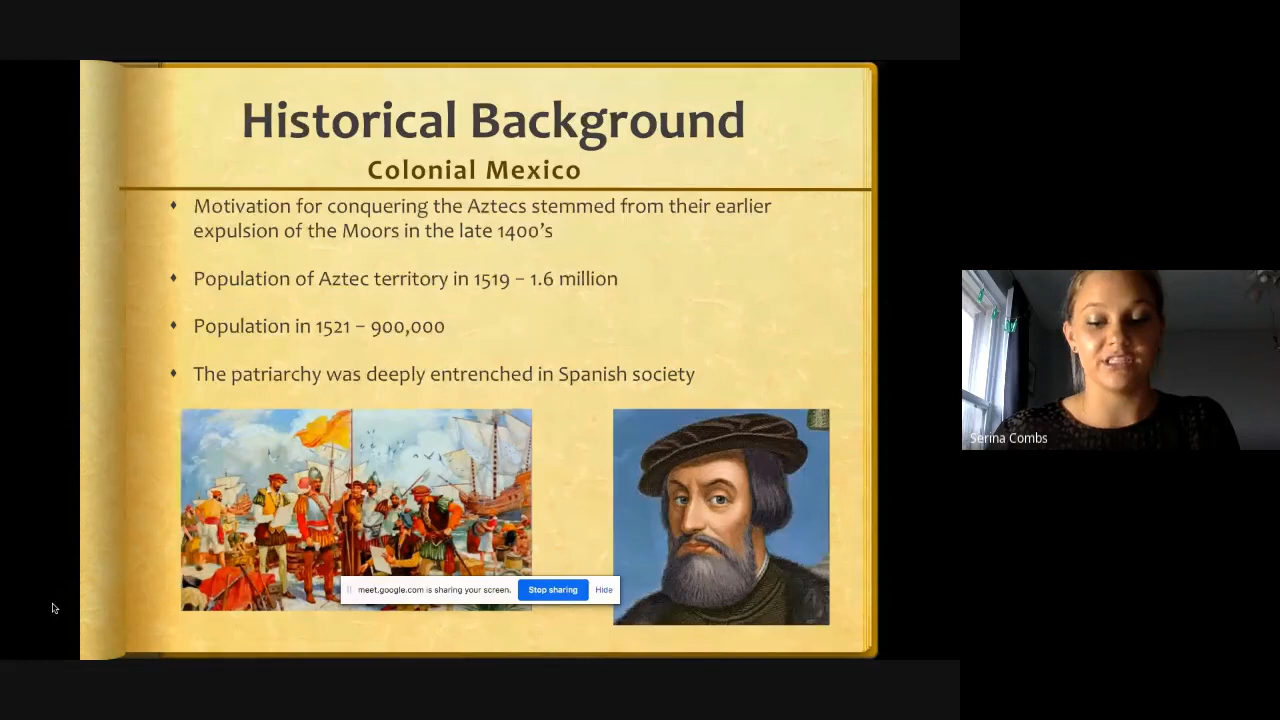 Historical Background
Colonial Mexico
Motivation for conquering the Aztecs stemmed from their earlier
expulsion of the Moors in the late 1400's
Population of Aztec territory in 1519 – 1.6 million
Population in 1521 – 900,000
The patriarchy was deeply entrenched in Spanish society
meet.google.com is sharing your screen. Stop sharing Hide
Serina Combs